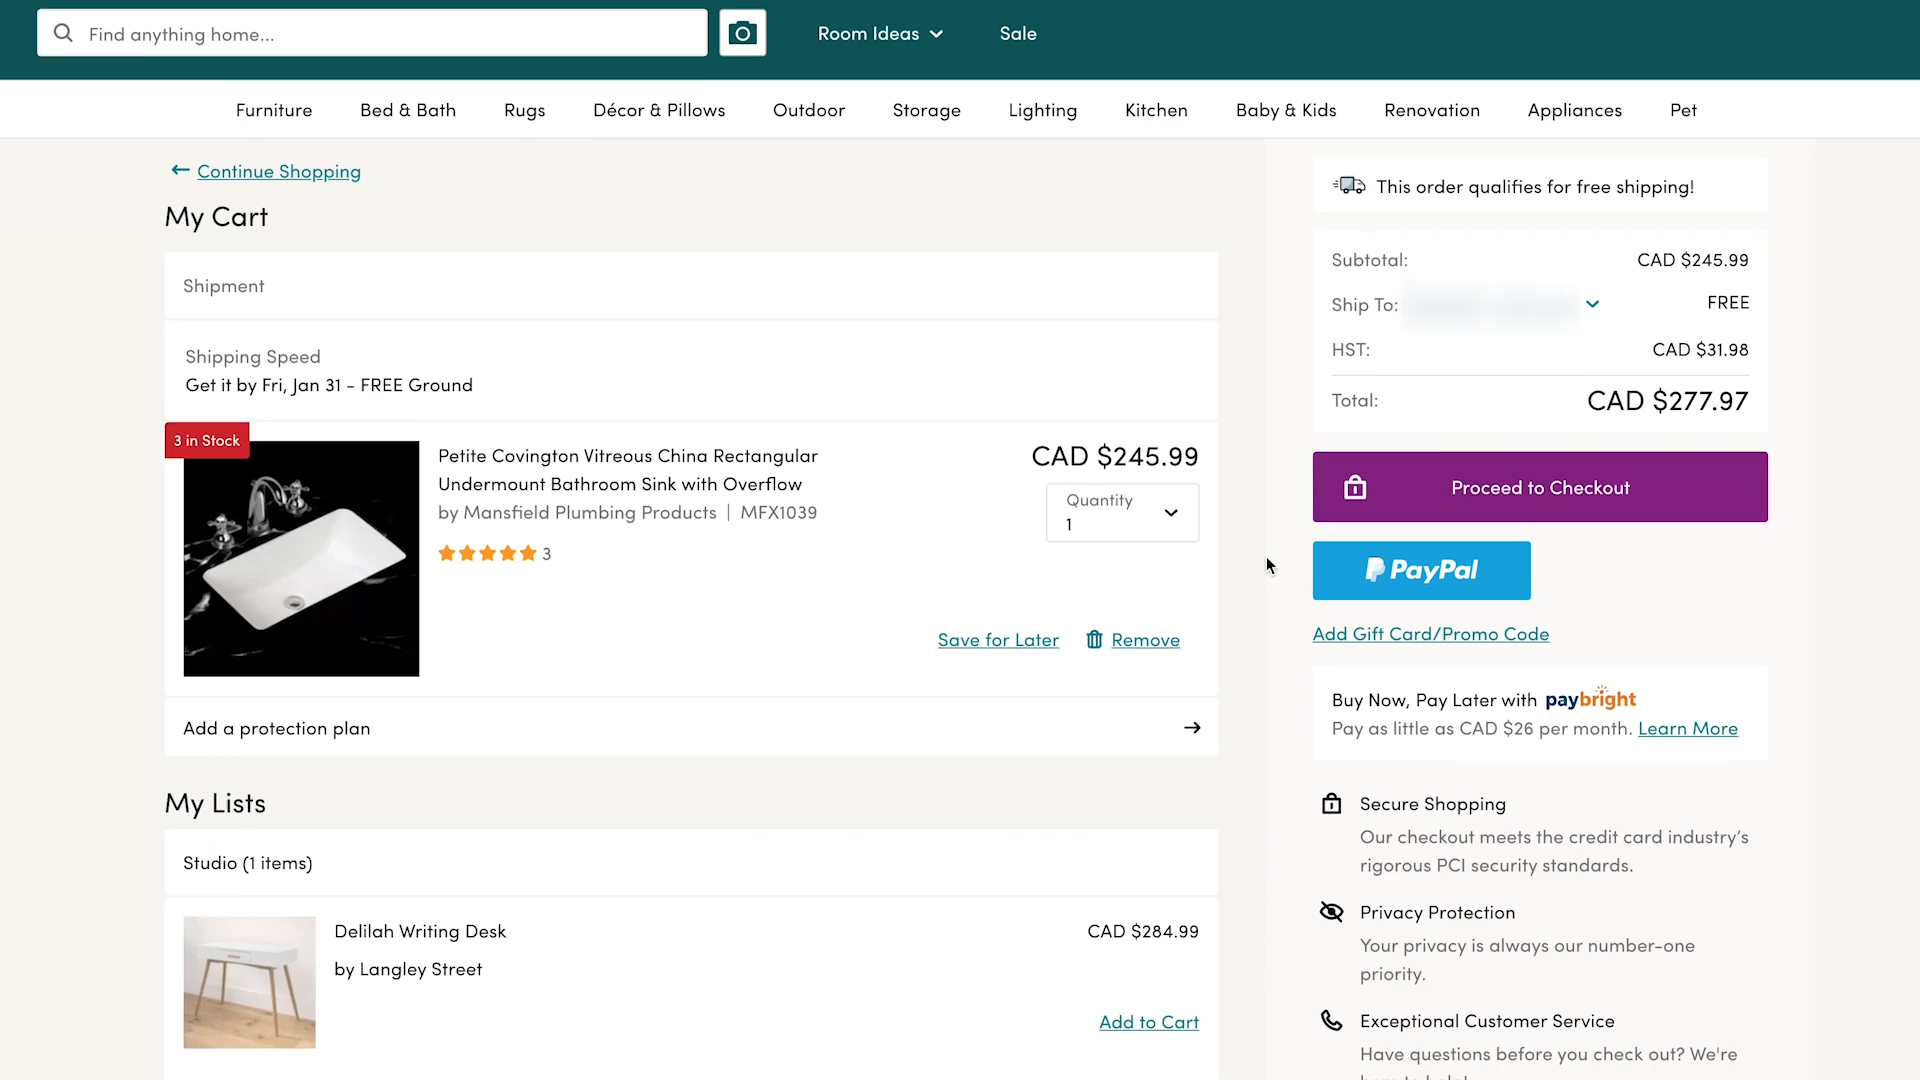 Find anything home...
Room Ideas
Sale
Furniture
Bed & Bath
Rugs
Décor & Pillows
Outdoor
Storage
Lighting
Kitchen
Baby & Kids
Renovation
Appliances
Pet
Continue Shopping
My Cart
Shipment
Shipping Speed
Get it by Fri, Jan 31 - FREE Ground
3 in Stock
Petite Covington Vitreous China Rectangular
Undermount Bathroom Sink with Overflow
by Mansfield Plumbing Products | MFX1039
3
CAD $245.99
Quantity
1
Save for Later
Remove
Add a protection plan
My Lists
Studio (1 items)
Delilah Writing Desk
by Langley Street
CAD $284.99
Add to Cart
This order qualifies for free shipping!
Subtotal: CAD $245.99
Ship To: FREE
HST: CAD $31.98
Total: CAD $277.97
Proceed to Checkout
PayPal
Add Gift Card/Promo Code
Buy Now, Pay Later with paybright
Pay as little as CAD $26 per month. Learn More
Secure Shopping
Our checkout meets the credit card industry's
rigorous PCI security standards.
Privacy Protection
Your privacy is always our number-one
priority.
Exceptional Customer Service
Have questions before you check out? We're